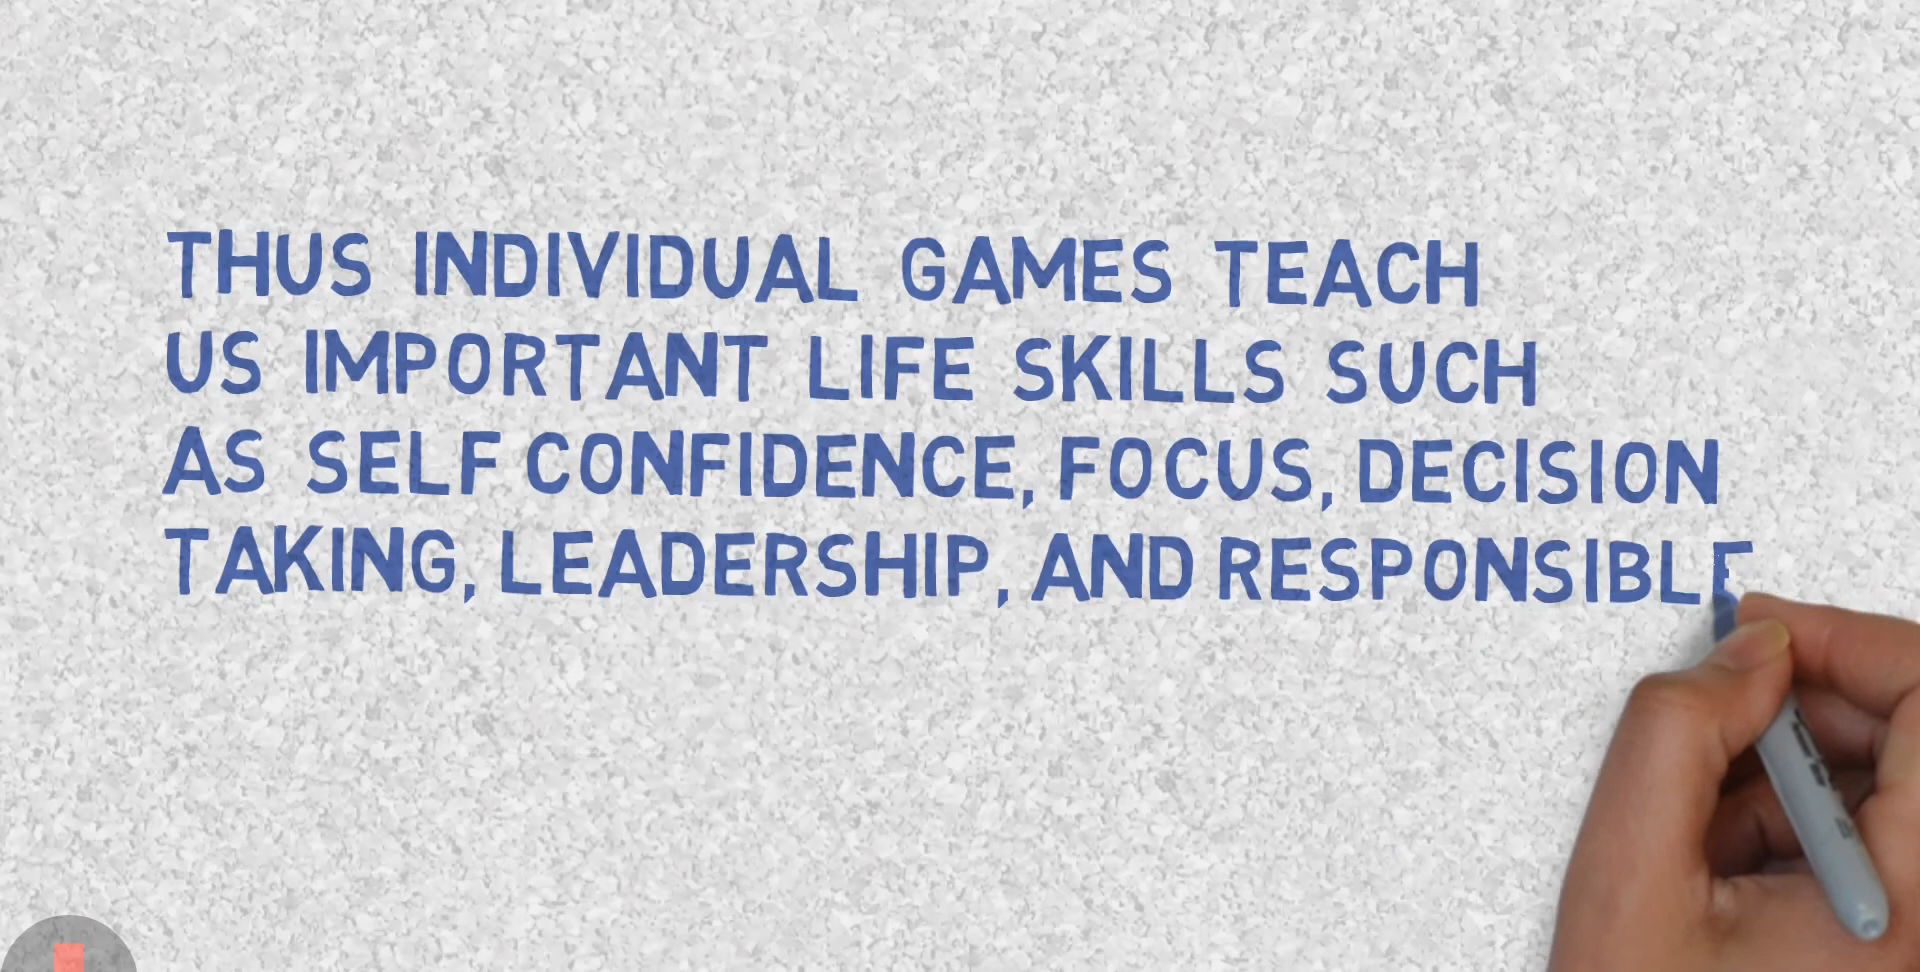 THUS INDIVIDUAL GAMES TEACH
US IMPORTANT LIFE SKILLS SUCH
AS SELF CONFIDENCE, FOCUS, DECISION
TAKING, LEADERSHIP, AND RESPONSIBLE